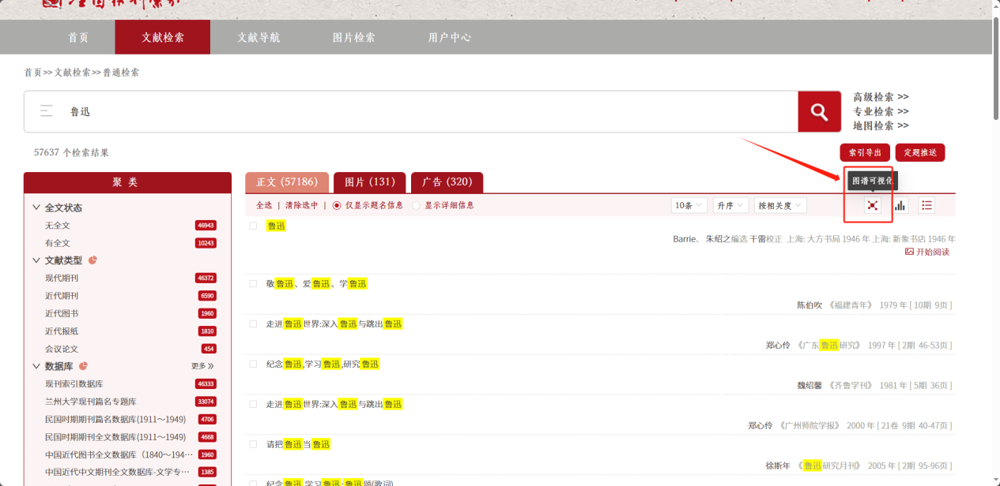 首页 文献检索 文献导航 图片检索 用户中心
首页>>文献检索>>普通检索
鲁迅
高级检索 >>
专业检索 >>
地图检索 >>
57637 个检索结果
索引导出 定题推送
聚 类
正文 (57186) 图片 (131) 广告 (320)
图谱可视化
全选 | 清除选中 | 仅显示题名信息 显示详细信息
10条 升序 按相关度
全文状态
无全文 46943
有全文 10243
文献类型
现代期刊 46372
近代期刊 6590
近代图书 1960
近代报纸 1810
会议论文 454
数据库 更多
现刊索引数据库 46333
兰州大学现刊篇名专题库 33074
民国时期期刊篇名数据库(1911～1949) 4706
民国时期期刊全文数据库(1911～1949) 4668
中国近代图书全文数据库（1840～194… 1960
中国近代中文期刊全文数据库-文学专… 1385
鲁迅
Barrie、 朱绍之编选 干雷校正 上海: 大方书局 1946 年 上海: 新象书店 1946 年
开始阅读
敬鲁迅、爱鲁迅、学鲁迅
陈伯吹 《福建青年》 1979 年 [ 10期 9页 ]
走进鲁迅世界:深入鲁迅与跳出鲁迅
郑心伶 《广东鲁迅研究》 1997 年 [ 2期 46-53页 ]
纪念鲁迅,学习鲁迅,研究鲁迅
魏绍馨 《齐鲁学刊》 1981 年 [ 5期 36页 ]
走进鲁迅世界:深入鲁迅与跳出鲁迅
郑心伶 《广州师院学报》 2000 年 [ 21卷 9期 40-47页 ]
请把鲁迅当鲁迅
徐斯年 《鲁迅研究月刊》 2005 年 [ 2期 95-96页 ]
纪念鲁迅 学习鲁迅:鲁迅颂(歌词)